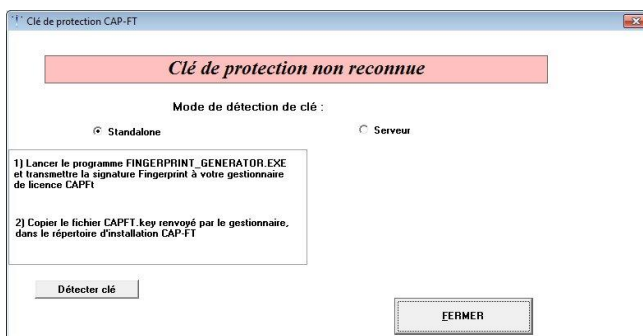 Clé de protection CAP-FT
Clé de protection non reconnue
Mode de détection de clé :
Standalone
Serveur
1) Lancer le programme FINGERPRINT_GENERATOR.EXE
et transmettre la signature Fingerprint à votre gestionnaire
de licence CAPFt
2) Copier le fichier CAPFT.key renvoyé par le gestionnaire,
dans le répertoire d'installation CAP-FT
Détecter clé
FERMER